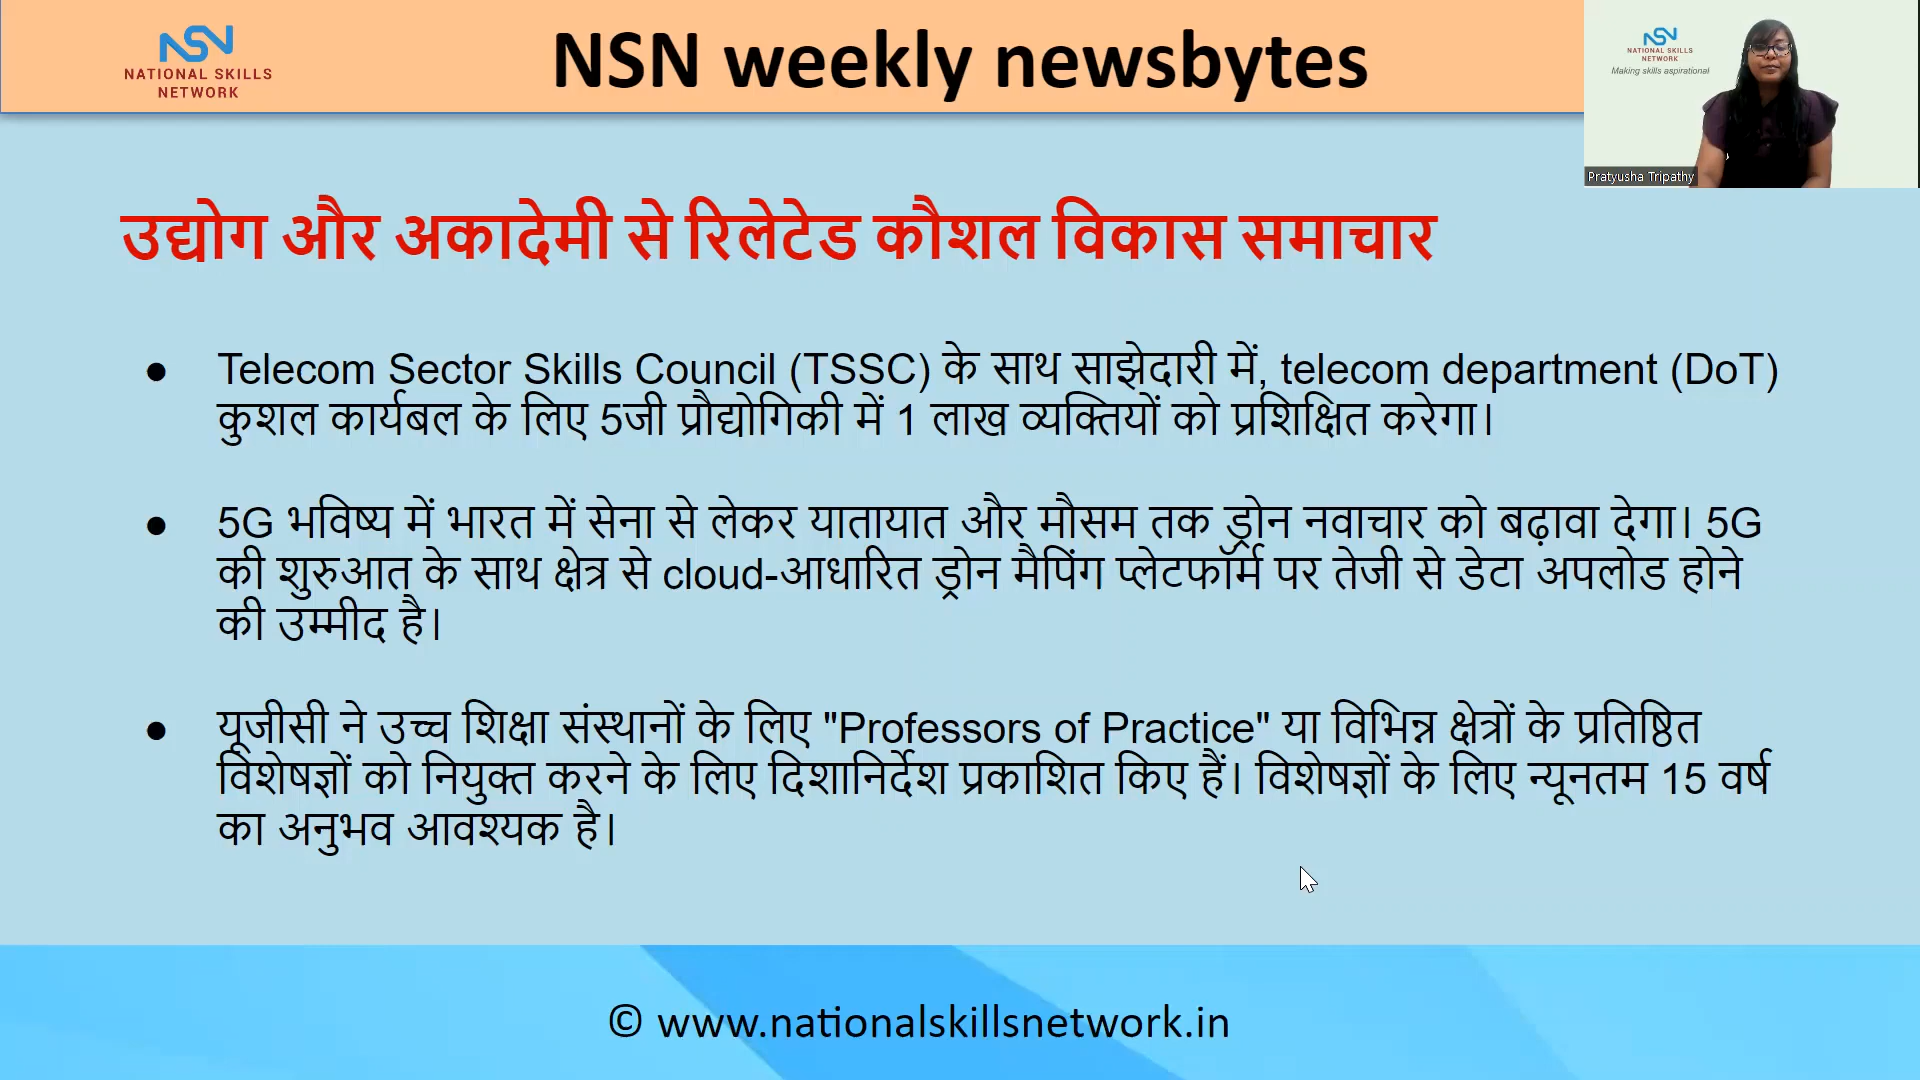 NSN
NATIONAL SKILLS
NETWORK
NSN weekly newsbytes
NSN
NATIONAL SKILLS
NETWORK
Making skills aspirational
Pratyusha Tripathy
उद्योग और अकादेमी से रिलेटेड कौशल विकास समाचार
● Telecom Sector Skills Council (TSSC) के साथ साझेदारी में, telecom department (DoT)
कुशल कार्यबल के लिए 5जी प्रौद्योगिकी में 1 लाख व्यक्तियों को प्रशिक्षित करेगा।
● 5G भविष्य में भारत में सेना से लेकर यातायात और मौसम तक ड्रोन नवाचार को बढ़ावा देगा। 5G
की शुरुआत के साथ क्षेत्र से cloud-आधारित ड्रोन मैपिंग प्लेटफॉर्म पर तेजी से डेटा अपलोड होने
की उम्मीद है।
● यूजीसी ने उच्च शिक्षा संस्थानों के लिए "Professors of Practice" या विभिन्न क्षेत्रों के प्रतिष्ठित
विशेषज्ञों को नियुक्त करने के लिए दिशानिर्देश प्रकाशित किए हैं। विशेषज्ञों के लिए न्यूनतम 15 वर्ष
का अनुभव आवश्यक है।
© www.nationalskillsnetwork.in